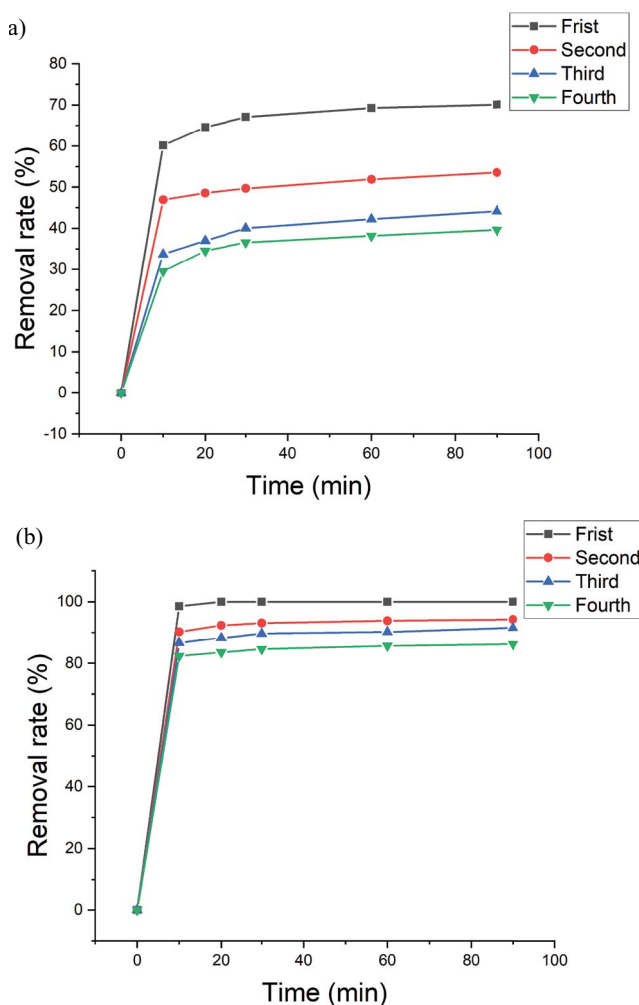 a)
Frist
Second
Third
Fourth
80
70
60
50
40
30
20
10
0
-10
Removal rate (%)
0 20 40 60 80 100
Time (min)
(b)
Frist
Second
Third
Fourth
100
80
60
40
20
0
Removal rate (%)
0 20 40 60 80 100
Time (min)